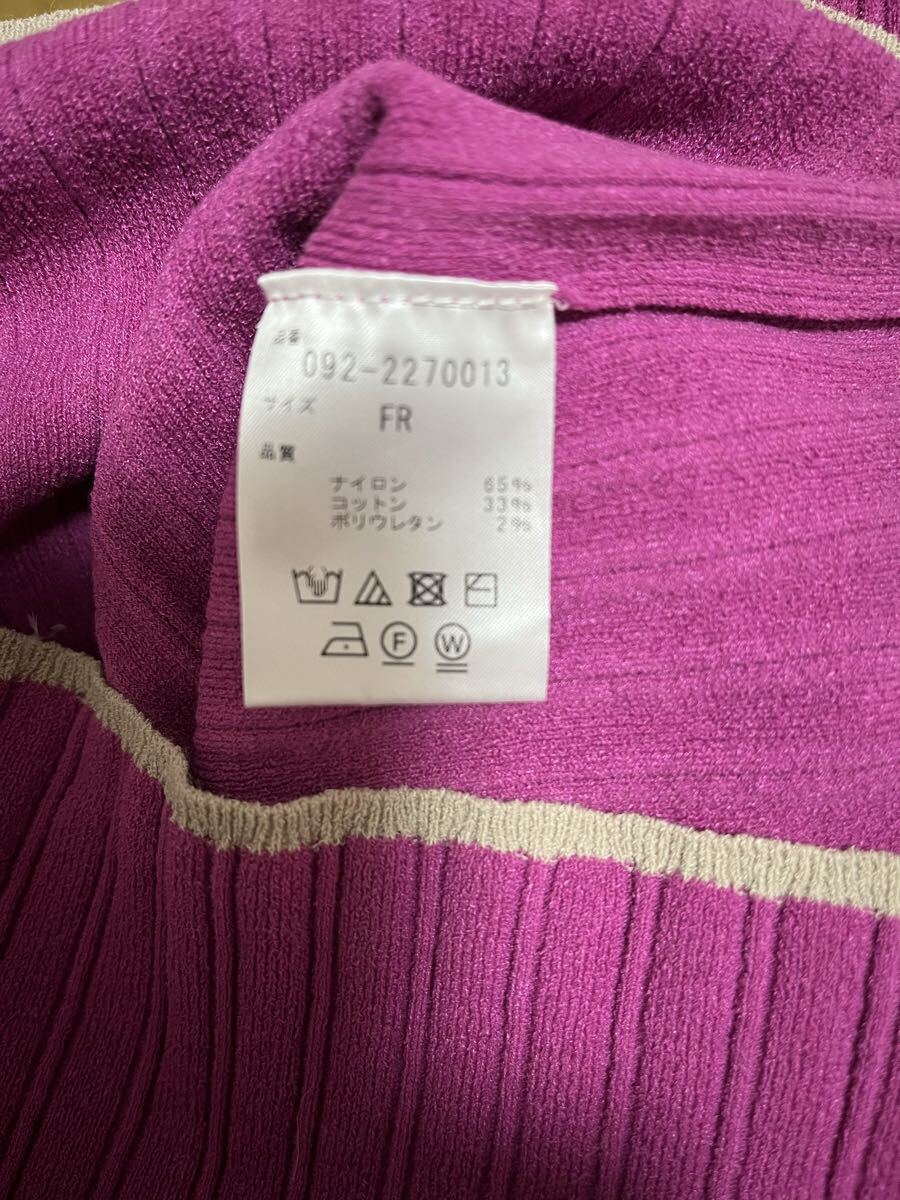 品番
092-2270013
サイズ
FR
品質
ナイロン 65%
コットン 33%
ポリウレタン 2%
F W